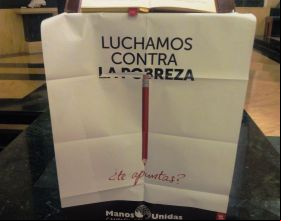 LUCHAMOS
CONTRA
LA POBREZA
¿te apuntas?
Manos Unidas